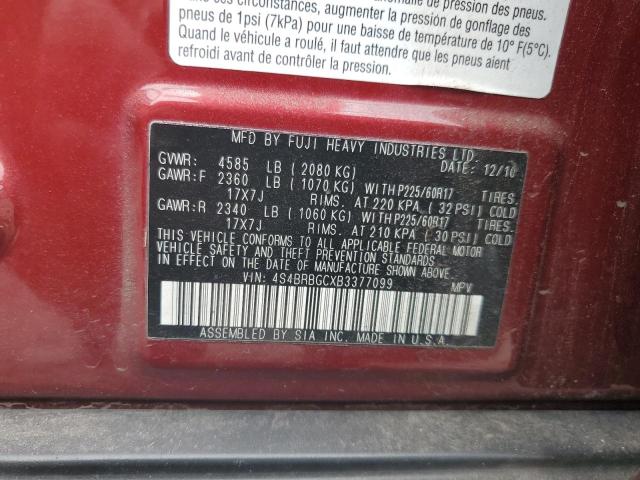 ces circonstances, augmenter la pression de gonflage des
pneus de 1psi (7kPa) pour une baisse de température de 10° F(5°C).
Quand le véhicule a roulé, il faut attendre que les pneus aient
refroidi avant de contrôler la pression.
MFD BY FUJI HEAVY INDUSTRIES LTD.
GVWR: 4585 LB ( 2080 KG) DATE: 12/10
GAWR:F 2360 LB ( 1070 KG) WITH P225/60R17 TIRES.
17X7J RIMS. AT 220 KPA ( 32 PSI) COLD
GAWR:R 2340 LB ( 1060 KG) WITH P225/60R17 TIRES.
17X7J RIMS. AT 210 KPA ( 30 PSI) COLD
THIS VEHICLE CONFORMS TO ALL APPLICABLE FEDERAL MOTOR
VEHICLE SAFETY AND THEFT PREVENTION STANDARDS
IN EFFECT ON THE DATE OF MANUFACTURE SHOWN ABOVE.
VIN: 4S4BRBGCXB3377099 MPV
ASSEMBLED BY SIA INC. MADE IN U.S.A.